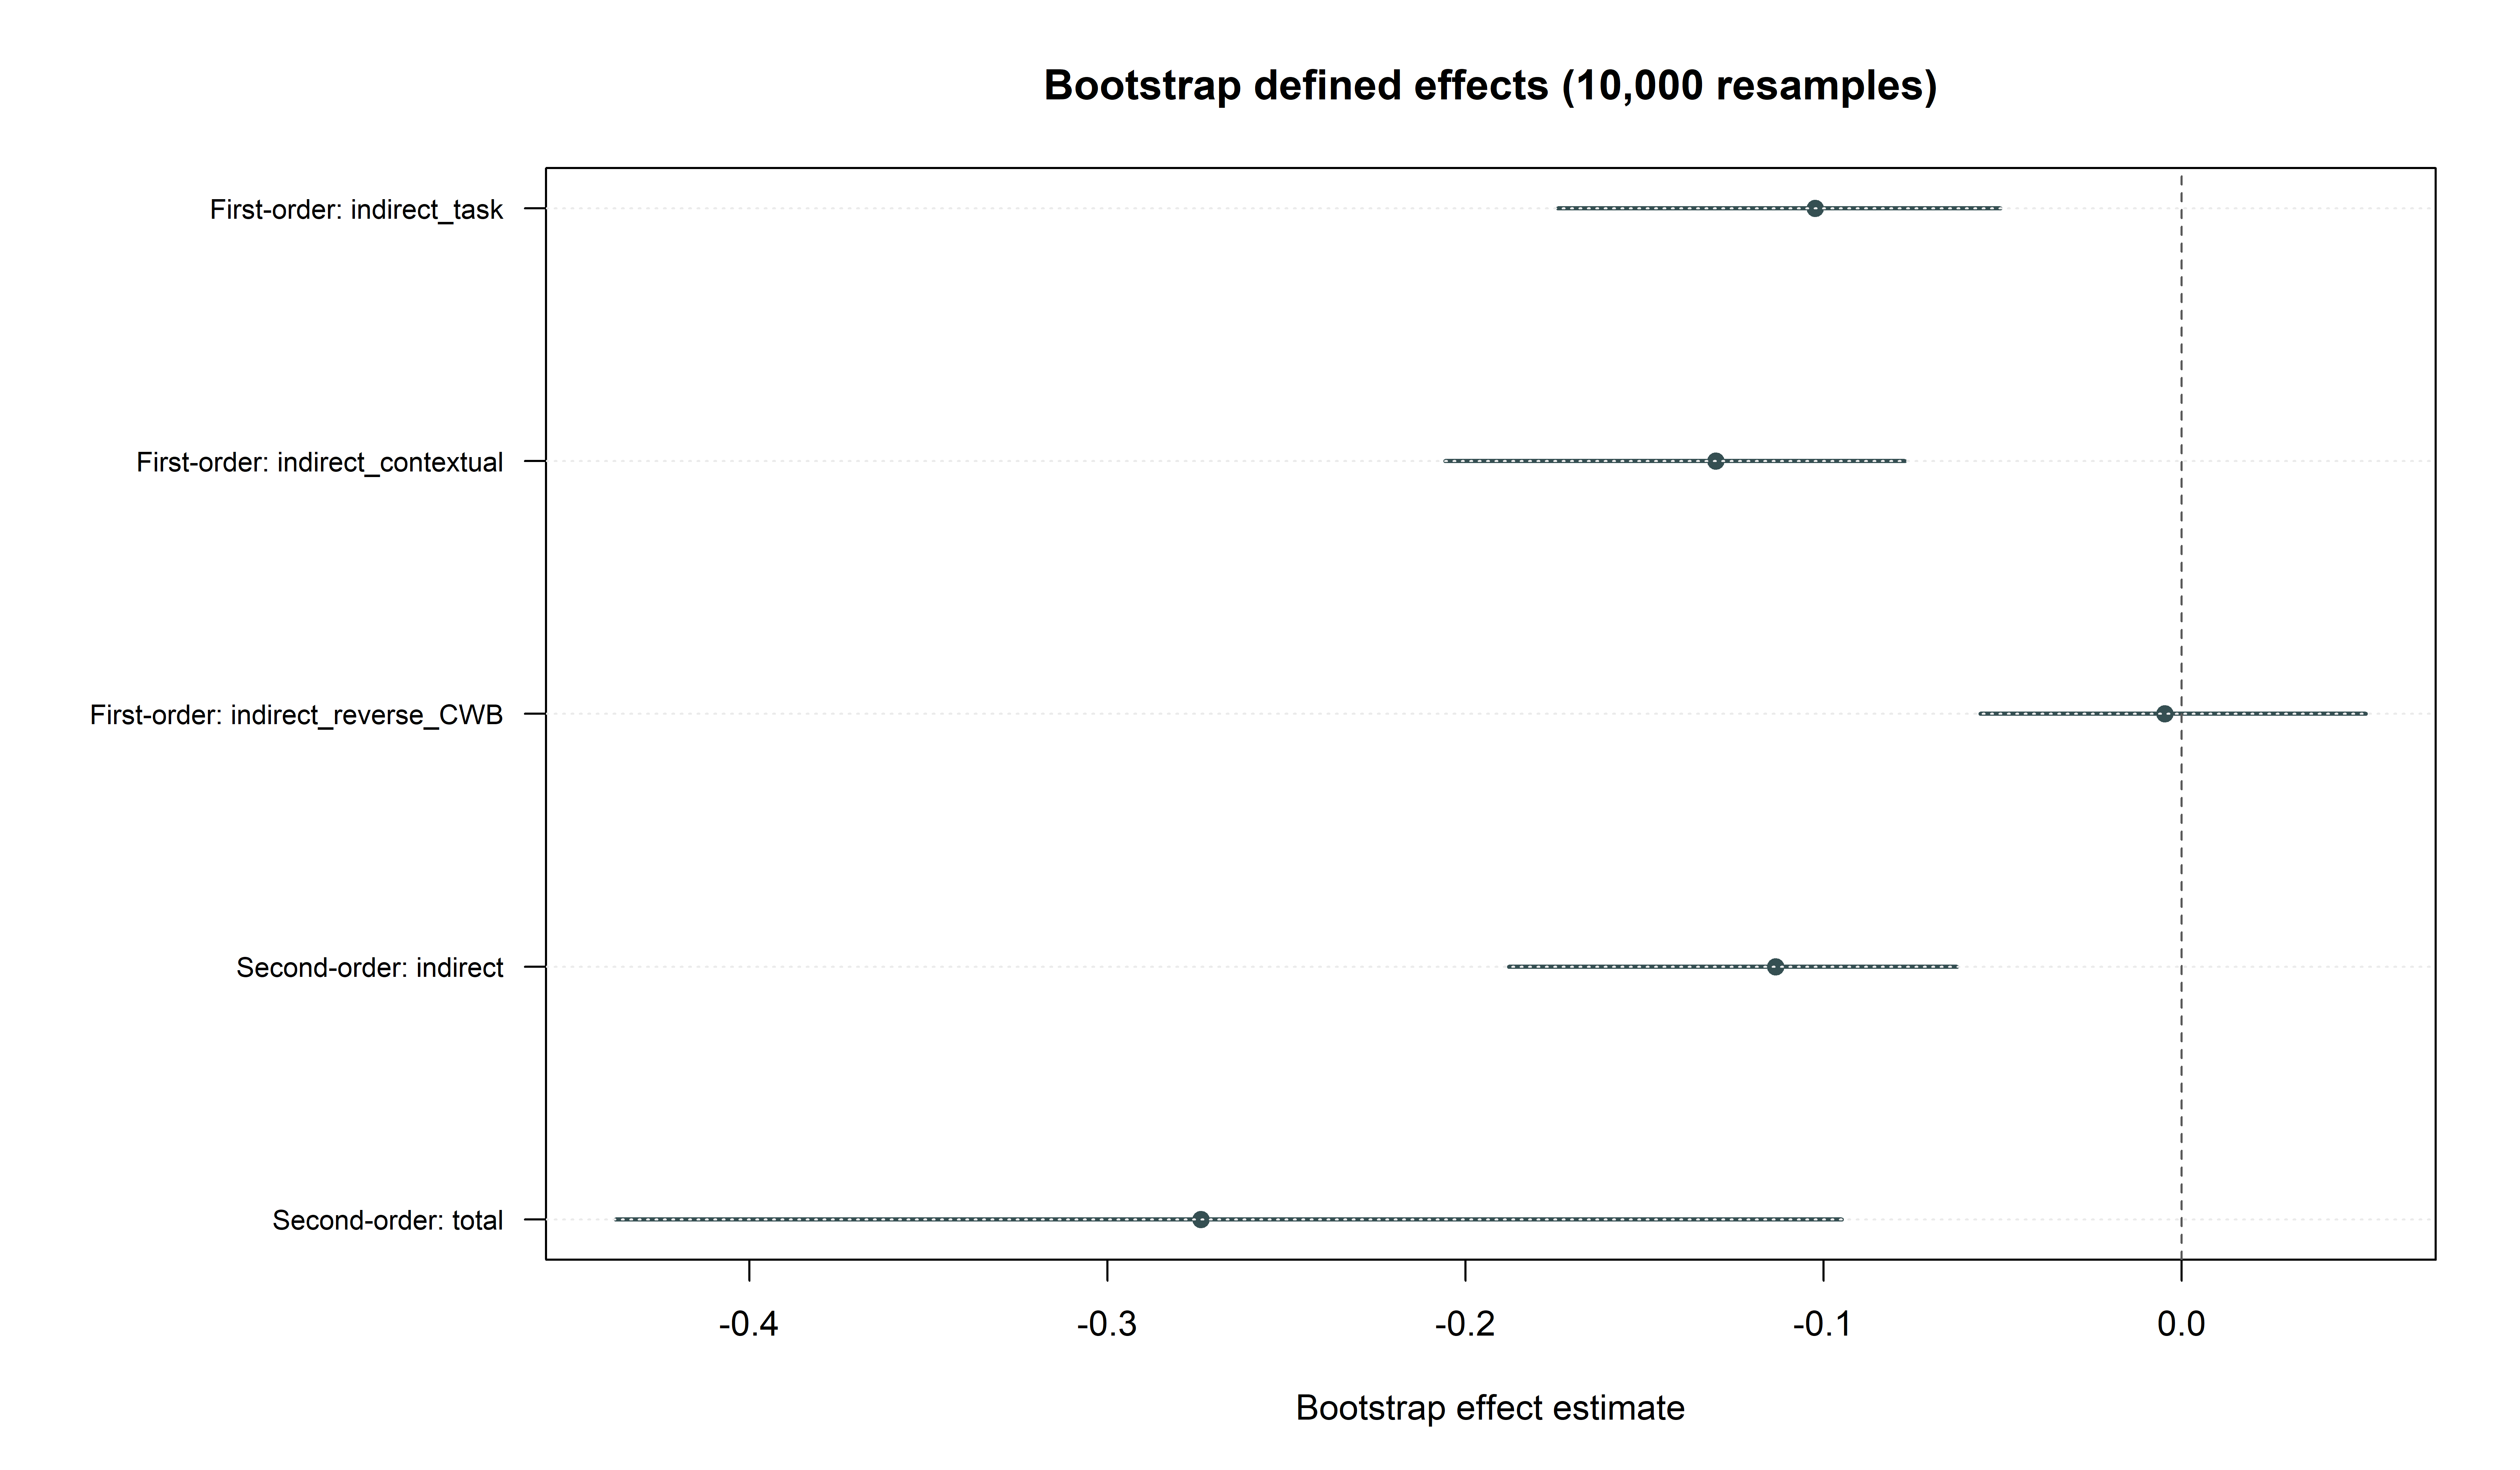 Bootstrap defined effects (10,000 resamples)
First-order: indirect_task
First-order: indirect_contextual
First-order: indirect_reverse_CWB
Second-order: indirect
Second-order: total
-0.4 -0.3 -0.2 -0.1 0.0
Bootstrap effect estimate